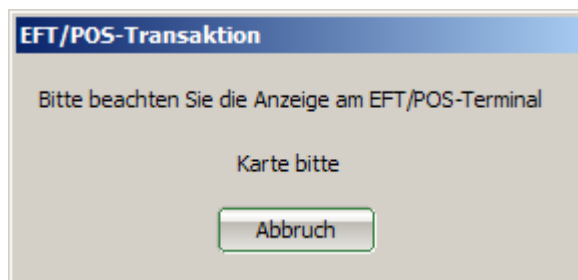 EFT/POS-Transaktion
Bitte beachten Sie die Anzeige am EFT/POS-Terminal
Karte bitte
Abbruch